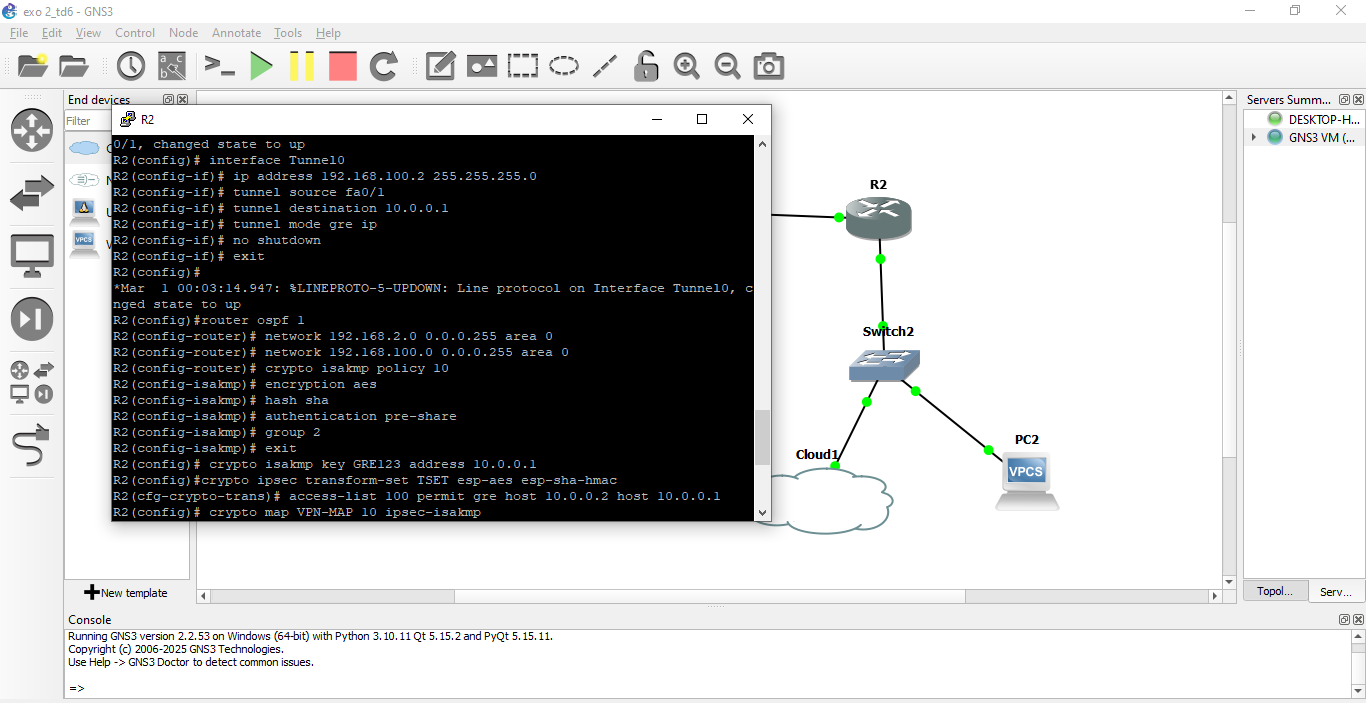 exo 2_td6 - GNS3
File Edit View Control Node Annotate Tools Help
End devices
Filter
R2
0/1, changed state to up
R2(config)# interface Tunnel0
R2(config-if)# ip address 192.168.100.2 255.255.255.0
R2(config-if)# tunnel source fa0/1
R2(config-if)# tunnel destination 10.0.0.1
R2(config-if)# tunnel mode gre ip
R2(config-if)# no shutdown
R2(config-if)# exit
R2(config)#
*Mar  1 00:03:14.947: %LINEPROTO-5-UPDOWN: Line protocol on Interface Tunnel0, c
nged state to up
R2(config)#router ospf 1
R2(config-router)# network 192.168.2.0 0.0.0.255 area 0
R2(config-router)# network 192.168.100.0 0.0.0.255 area 0
R2(config-router)# crypto isakmp policy 10
R2(config-isakmp)# encryption aes
R2(config-isakmp)# hash sha
R2(config-isakmp)# authentication pre-share
R2(config-isakmp)# group 2
R2(config-isakmp)# exit
R2(config)# crypto isakmp key GRE123 address 10.0.0.1
R2(config)#crypto ipsec transform-set TSET esp-aes esp-sha-hmac
R2(cfg-crypto-trans)# access-list 100 permit gre host 10.0.0.2 host 10.0.0.1
R2(config)# crypto map VPN-MAP 10 ipsec-isakmp
VPCS
New template
R2
Switch2
Cloud1
PC2
VPCS
Servers Summ...
DESKTOP-H...
GNS3 VM (...
Topol...
Serv...
Console
Running GNS3 version 2.2.53 on Windows (64-bit) with Python 3.10.11 Qt 5.15.2 and PyQt 5.15.11.
Copyright (c) 2006-2025 GNS3 Technologies.
Use Help -> GNS3 Doctor to detect common issues.
=>